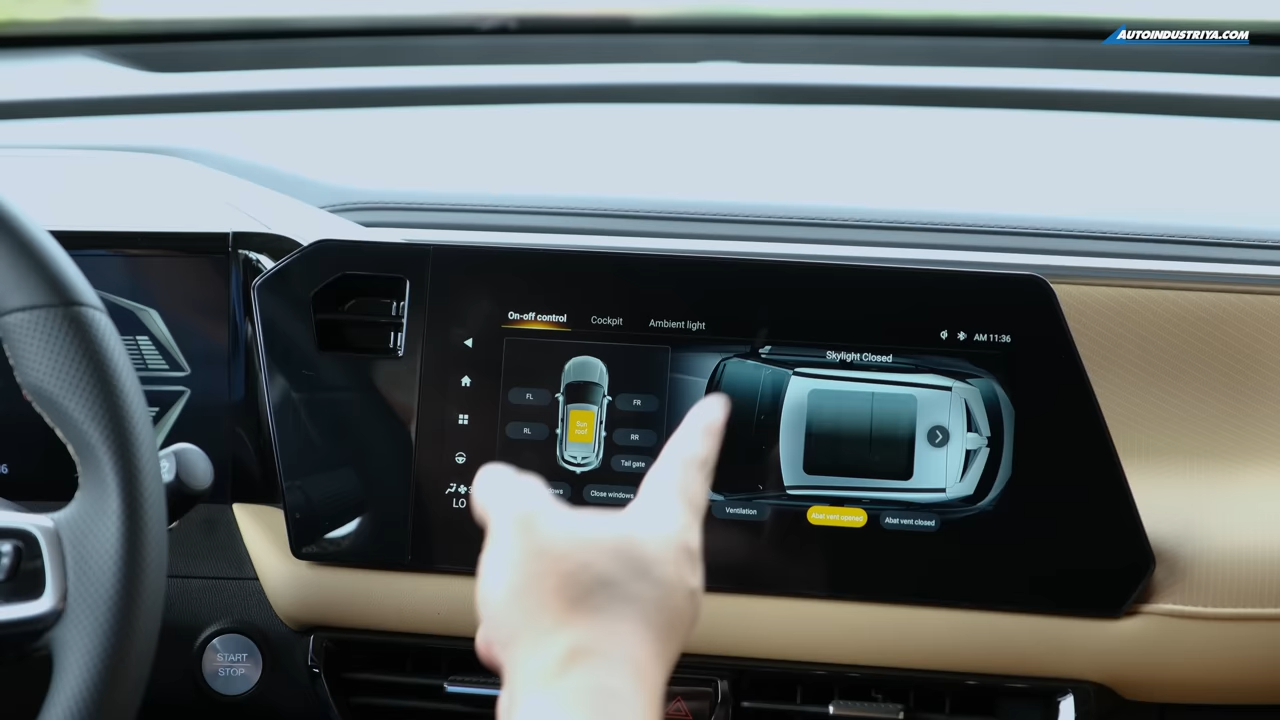 AUTOINDUSTRIYA.COM
On-off control
Cockpit
Ambient light
AM 11:36
Skylight Closed
FL
FR
Sun
roof
RL
RR
Tail gate
Close windows
LO
Ventilation
Abat vent opened
Abat vent closed
START
STOP